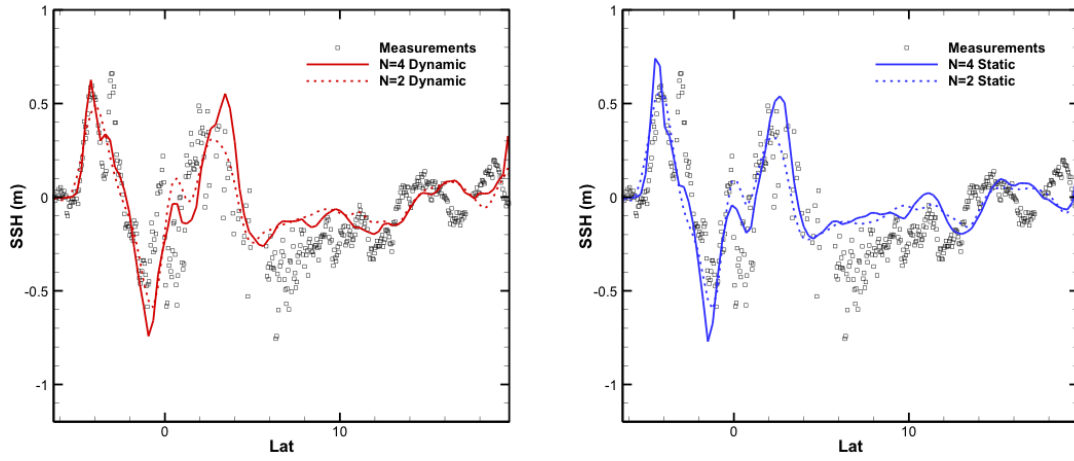 1
0.5
0
-0.5
-1
SSH (m)
0
10
Lat
Measurements
N=4 Dynamic
N=2 Dynamic
1
0.5
0
-0.5
-1
SSH (m)
0
10
Lat
Measurements
N=4 Static
N=2 Static